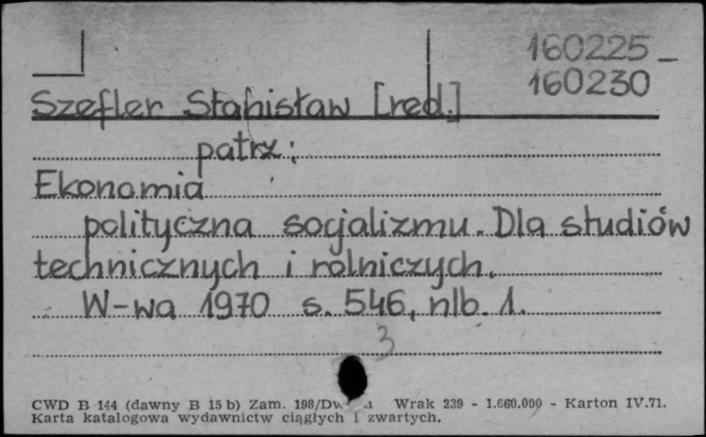 160225 -
160230
Szefler Stanisław [red.]
patrz:
Ekonomia
polityczna socjalizmu. Dla studiów
technicznych i rolniczych.
W-wa 1970 s. 546, nlb. 1.
3
CWD B 144 (dawny B 15 b) Zam. 198/Dw Wrak 239 - 1.660.000 - Karton IV.71.
Karta katalogowa wydawnictw ciągłych i zwartych.